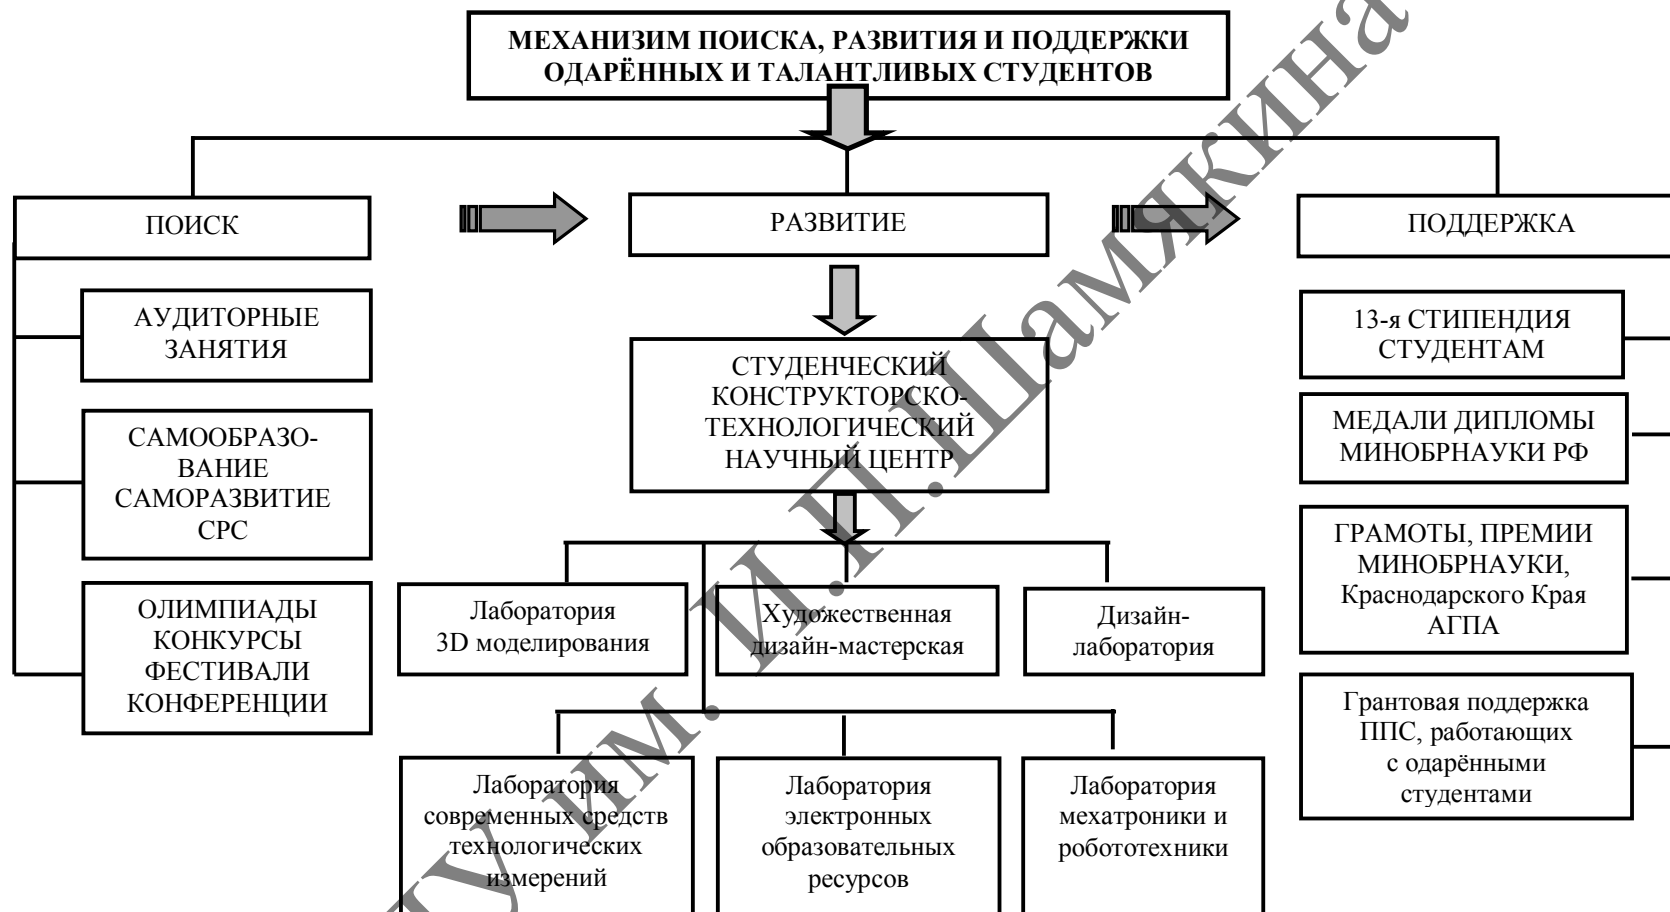 МЕХАНИЗИМ ПОИСКА, РАЗВИТИЯ И ПОДДЕРЖКИ
ОДАРЁННЫХ И ТАЛАНТЛИВЫХ СТУДЕНТОВ
ПОИСК
РАЗВИТИЕ
ПОДДЕРЖКА
АУДИТОРНЫЕ
ЗАНЯТИЯ
САМООБРАЗО-
ВАНИЕ
САМОРАЗВИТИЕ
СРС
ОЛИМПИАДЫ
КОНКУРСЫ
ФЕСТИВАЛИ
КОНФЕРЕНЦИИ
СТУДЕНЧЕСКИЙ
КОНСТРУКТОРСКО-
ТЕХНОЛОГИЧЕСКИЙ
НАУЧНЫЙ ЦЕНТР
Лаборатория
3D моделирования
Художественная
дизайн-мастерская
Дизайн-
лаборатория
Лаборатория
современных средств
технологических
измерений
Лаборатория
электронных
образовательных
ресурсов
Лаборатория
мехатроники и
робототехники
13-я СТИПЕНДИЯ
СТУДЕНТАМ
МЕДАЛИ ДИПЛОМЫ
МИНОБРНАУКИ РФ
ГРАМОТЫ, ПРЕМИИ
МИНОБРНАУКИ,
Краснодарского Края
АГПА
Грантовая поддержка
ППС, работающих
с одарёнными
студентами
У им. И.П.Шамякина